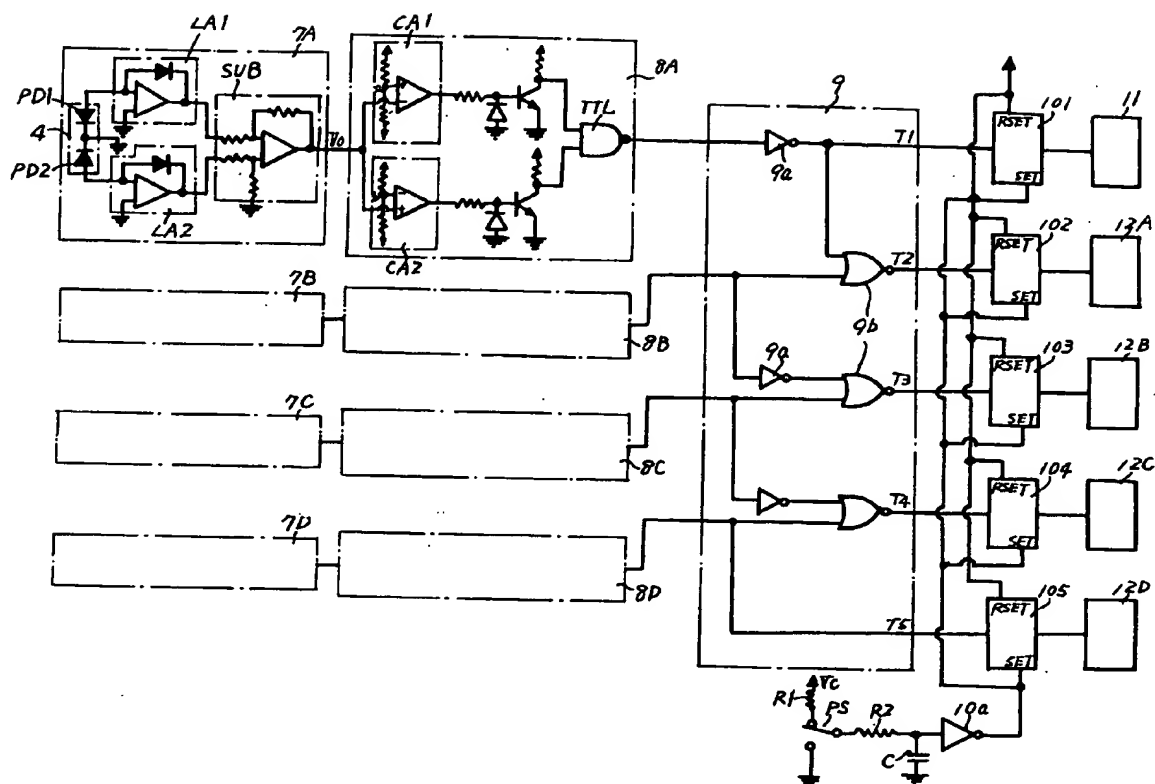 LA1
7A
CA1
SUB
8A
9
PD1
TTL
101
11
RSET
4
V0
T1
SET
9a
PD2
102
12A
LA2
RSET
CA2
T2
SET
7B
9b
8B
103
12B
9a
RSET
T3
SET
7C
8C
104
12C
RSET
T4
SET
7D
105
12D
8D
RSET
T5
SET
Vc
R1
PS
R2
10a
C